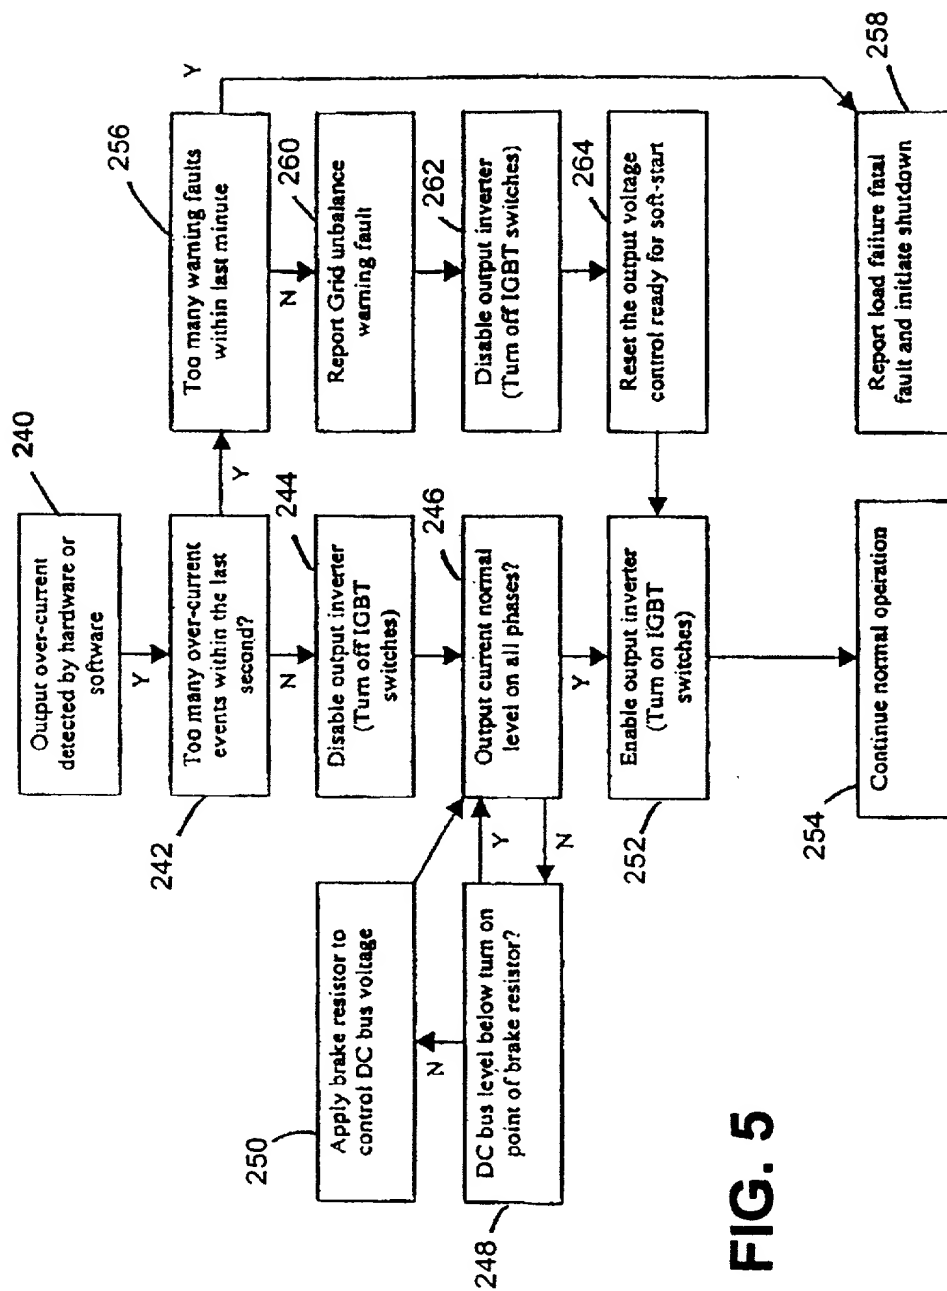 240
Output over-current
detected by hardware or
software
Y
242
Too many over-current
events within the last
second?
Y
N
256
Too many warning faults
within last minute
Y
N
244
Disable output inverter
(Turn off IGBT
switches)
260
Report Grid unbalance
warning fault
250
Apply brake resistor to
control DC bus voltage
N
246
Output current normal
level on all phases?
Y
N
Y
262
Disable output inverter
(Turn off IGBT switches)
248
DC bus level below turn on
point of brake resistor?
252
Enable output inverter
(Turn on IGBT
switches)
264
Reset the output voltage
control ready for soft-start
254
Continue normal operation
258
Report load failure fatal
fault and initiate shutdown
FIG. 5